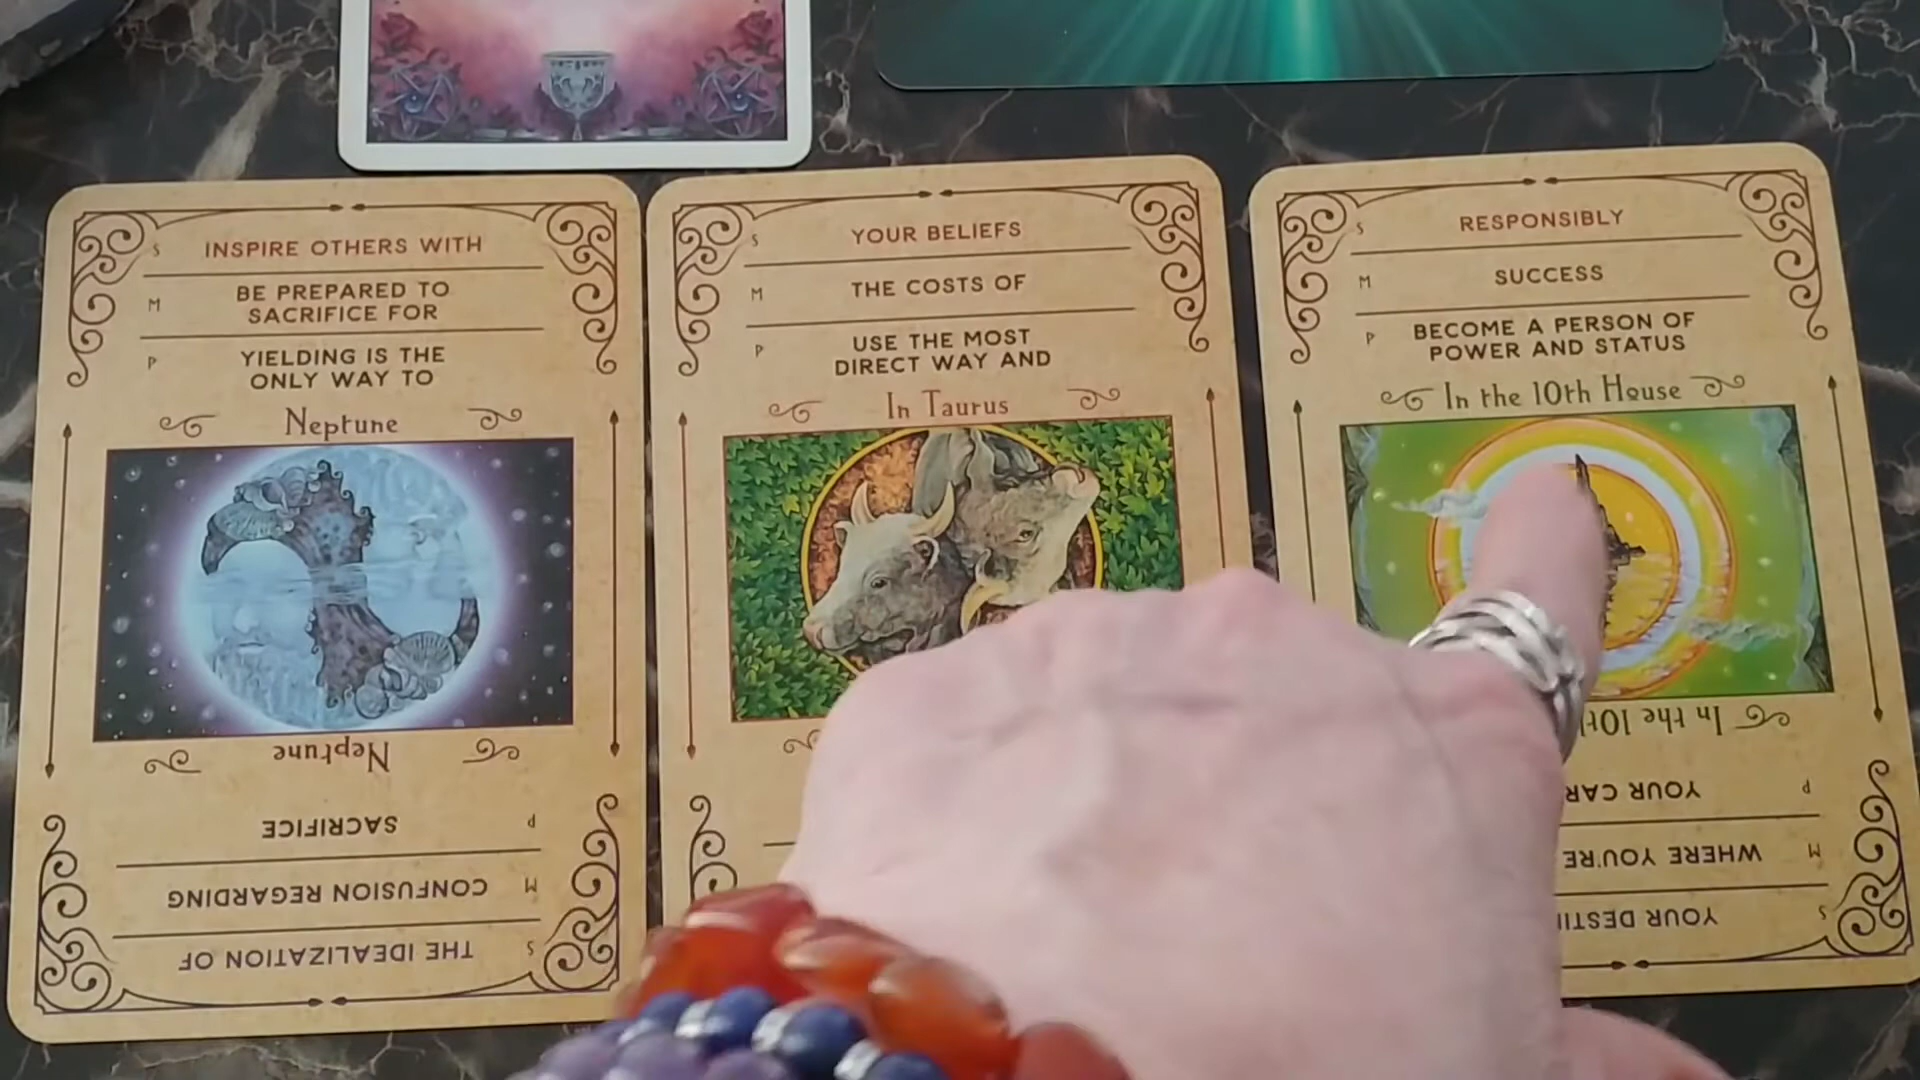 S INSPIRE OTHERS WITH
M BE PREPARED TO
SACRIFICE FOR
P YIELDING IS THE
ONLY WAY TO
Neptune
Neptune
P SACRIFICE
M CONFUSION REGARDING
S THE IDEALIZATION OF
S YOUR BELIEFS
M THE COSTS OF
P USE THE MOST
DIRECT WAY AND
In Taurus
S RESPONSIBLY
M SUCCESS
P BECOME A PERSON OF
POWER AND STATUS
In the 10th House
In the
P YOUR
M WHERE YOU'RE
S YOUR